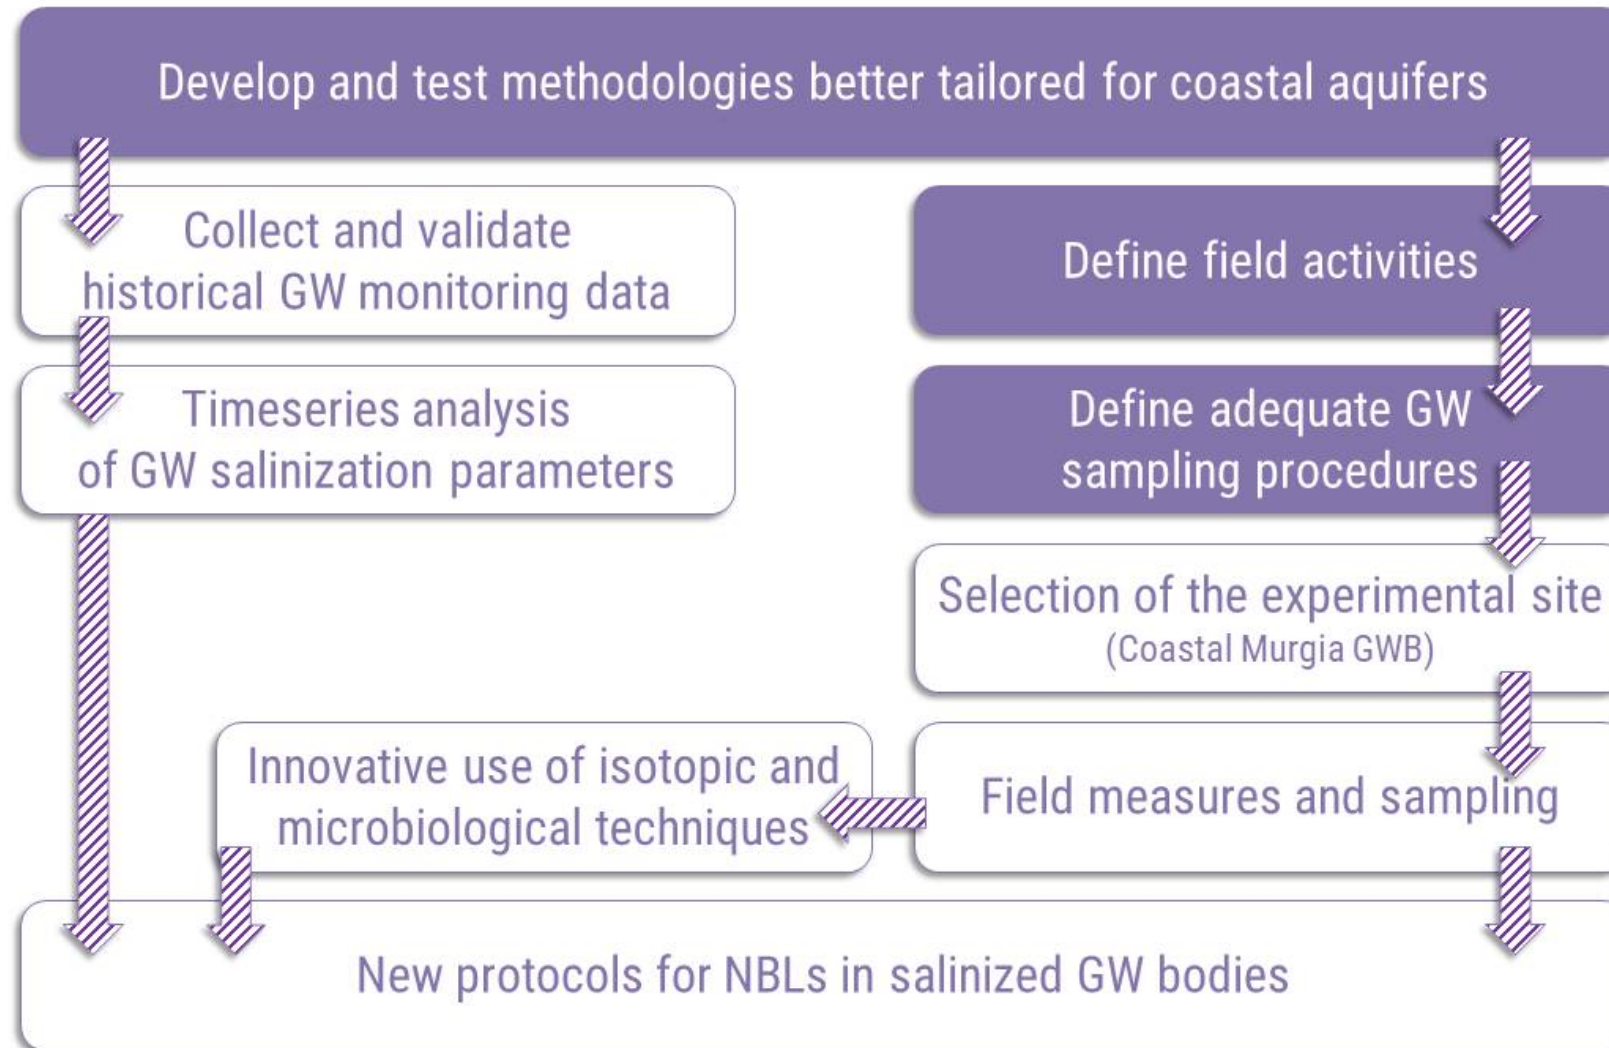 Develop and test methodologies better tailored for coastal aquifers
Collect and validate
historical GW monitoring data
Define field activities
Timeseries analysis
of GW salinization parameters
Define adequate GW
sampling procedures
Selection of the experimental site
(Coastal Murgia GWB)
Innovative use of isotopic and
microbiological techniques
Field measures and sampling
New protocols for NBLs in salinized GW bodies